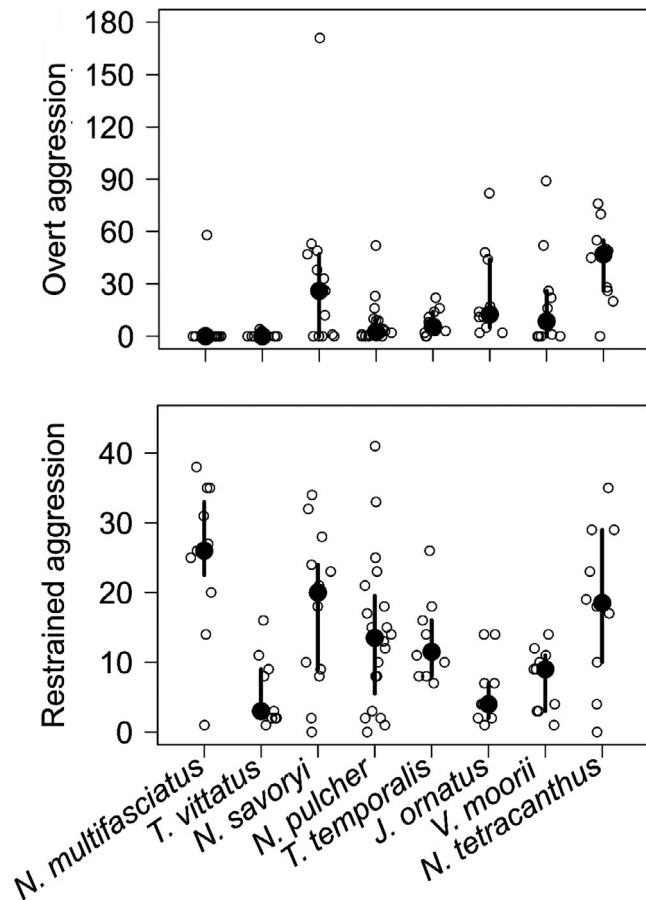 Overt aggression
180
150
120
90
60
30
0
Restrained aggression
40
30
20
10
0
N. multifasciatus
T. vittatus
N. savoryi
N. pulcher
T. temporalis
J. ornatus
V. moorii
N. tetracanthus